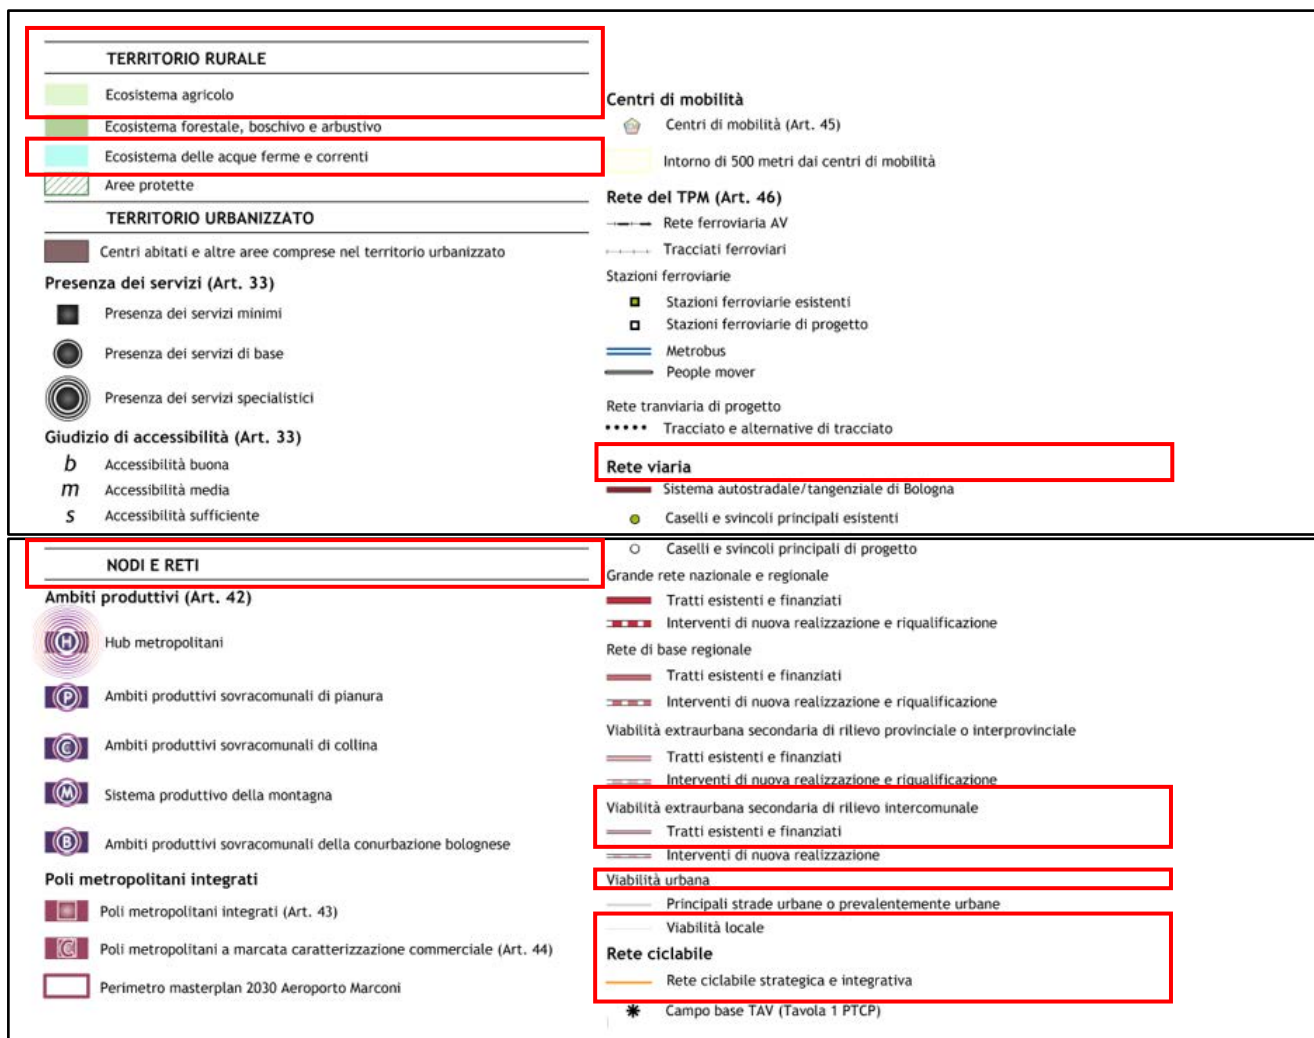 TERRITORIO RURALE
Ecosistema agricolo
Ecosistema forestale, boschivo e arbustivo
Ecosistema delle acque ferme e correnti
Aree protette
TERRITORIO URBANIZZATO
Centri abitati e altre aree comprese nel territorio urbanizzato
Presenza dei servizi (Art. 33)
Presenza dei servizi minimi
Presenza dei servizi di base
Presenza dei servizi specialistici
Giudizio di accessibilità (Art. 33)
b Accessibilità buona
m Accessibilità media
s Accessibilità sufficiente
Centri di mobilità
Centri di mobilità (Art. 45)
Intorno di 500 metri dai centri di mobilità
Rete del TPM (Art. 46)
Rete ferroviaria AV
Tracciati ferroviari
Stazioni ferroviarie
Stazioni ferroviarie esistenti
Stazioni ferroviarie di progetto
Metrobus
People mover
Rete tranviaria di progetto
Tracciato e alternative di tracciato
Rete viaria
Sistema autostradale/tangenziale di Bologna
Caselli e svincoli principali esistenti
NODI E RETI
Ambiti produttivi (Art. 42)
H Hub metropolitani
P Ambiti produttivi sovracomunali di pianura
C Ambiti produttivi sovracomunali di collina
M Sistema produttivo della montagna
B Ambiti produttivi sovracomunali della conurbazione bolognese
Poli metropolitani integrati
Poli metropolitani integrati (Art. 43)
C Poli metropolitani a marcata caratterizzazione commerciale (Art. 44)
Perimetro masterplan 2030 Aeroporto Marconi
Caselli e svincoli principali di progetto
Grande rete nazionale e regionale
Tratti esistenti e finanziati
Interventi di nuova realizzazione e riqualificazione
Rete di base regionale
Tratti esistenti e finanziati
Interventi di nuova realizzazione e riqualificazione
Viabilità extraurbana secondaria di rilievo provinciale o interprovinciale
Tratti esistenti e finanziati
Interventi di nuova realizzazione e riqualificazione
Viabilità extraurbana secondaria di rilievo intercomunale
Tratti esistenti e finanziati
Interventi di nuova realizzazione
Viabilità urbana
Principali strade urbane o prevalentemente urbane
Viabilità locale
Rete ciclabile
Rete ciclabile strategica e integrativa
Campo base TAV (Tavola 1 PTCP)